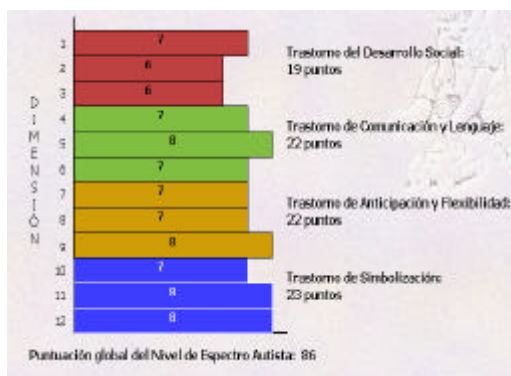 DIMENSIÓN
1 7
2 6
3 6
4 7
5 8
6 7
7 7
8 7
9 8
10 7
11 8
12 8
Trastorno del Desarrollo Social:
19 puntos
Trastorno de Comunicación y Lenguaje:
22 puntos
Trastorno de Anticipación y Flexibilidad:
22 puntos
Trastorno de Simbolización:
23 puntos
Puntuación global del Nivel de Espectro Autista: 86